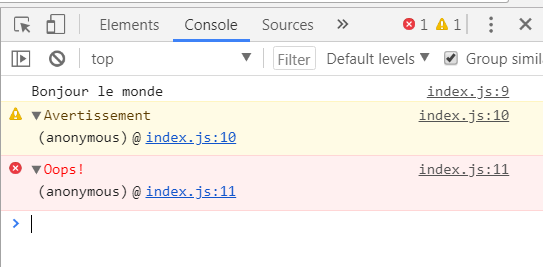 Elements Console Sources » 1 1
top Filter Default levels Group simila
Bonjour le monde index.js:9
Avertissement index.js:10
(anonymous) @ index.js:10
Oops! index.js:11
(anonymous) @ index.js:11
>